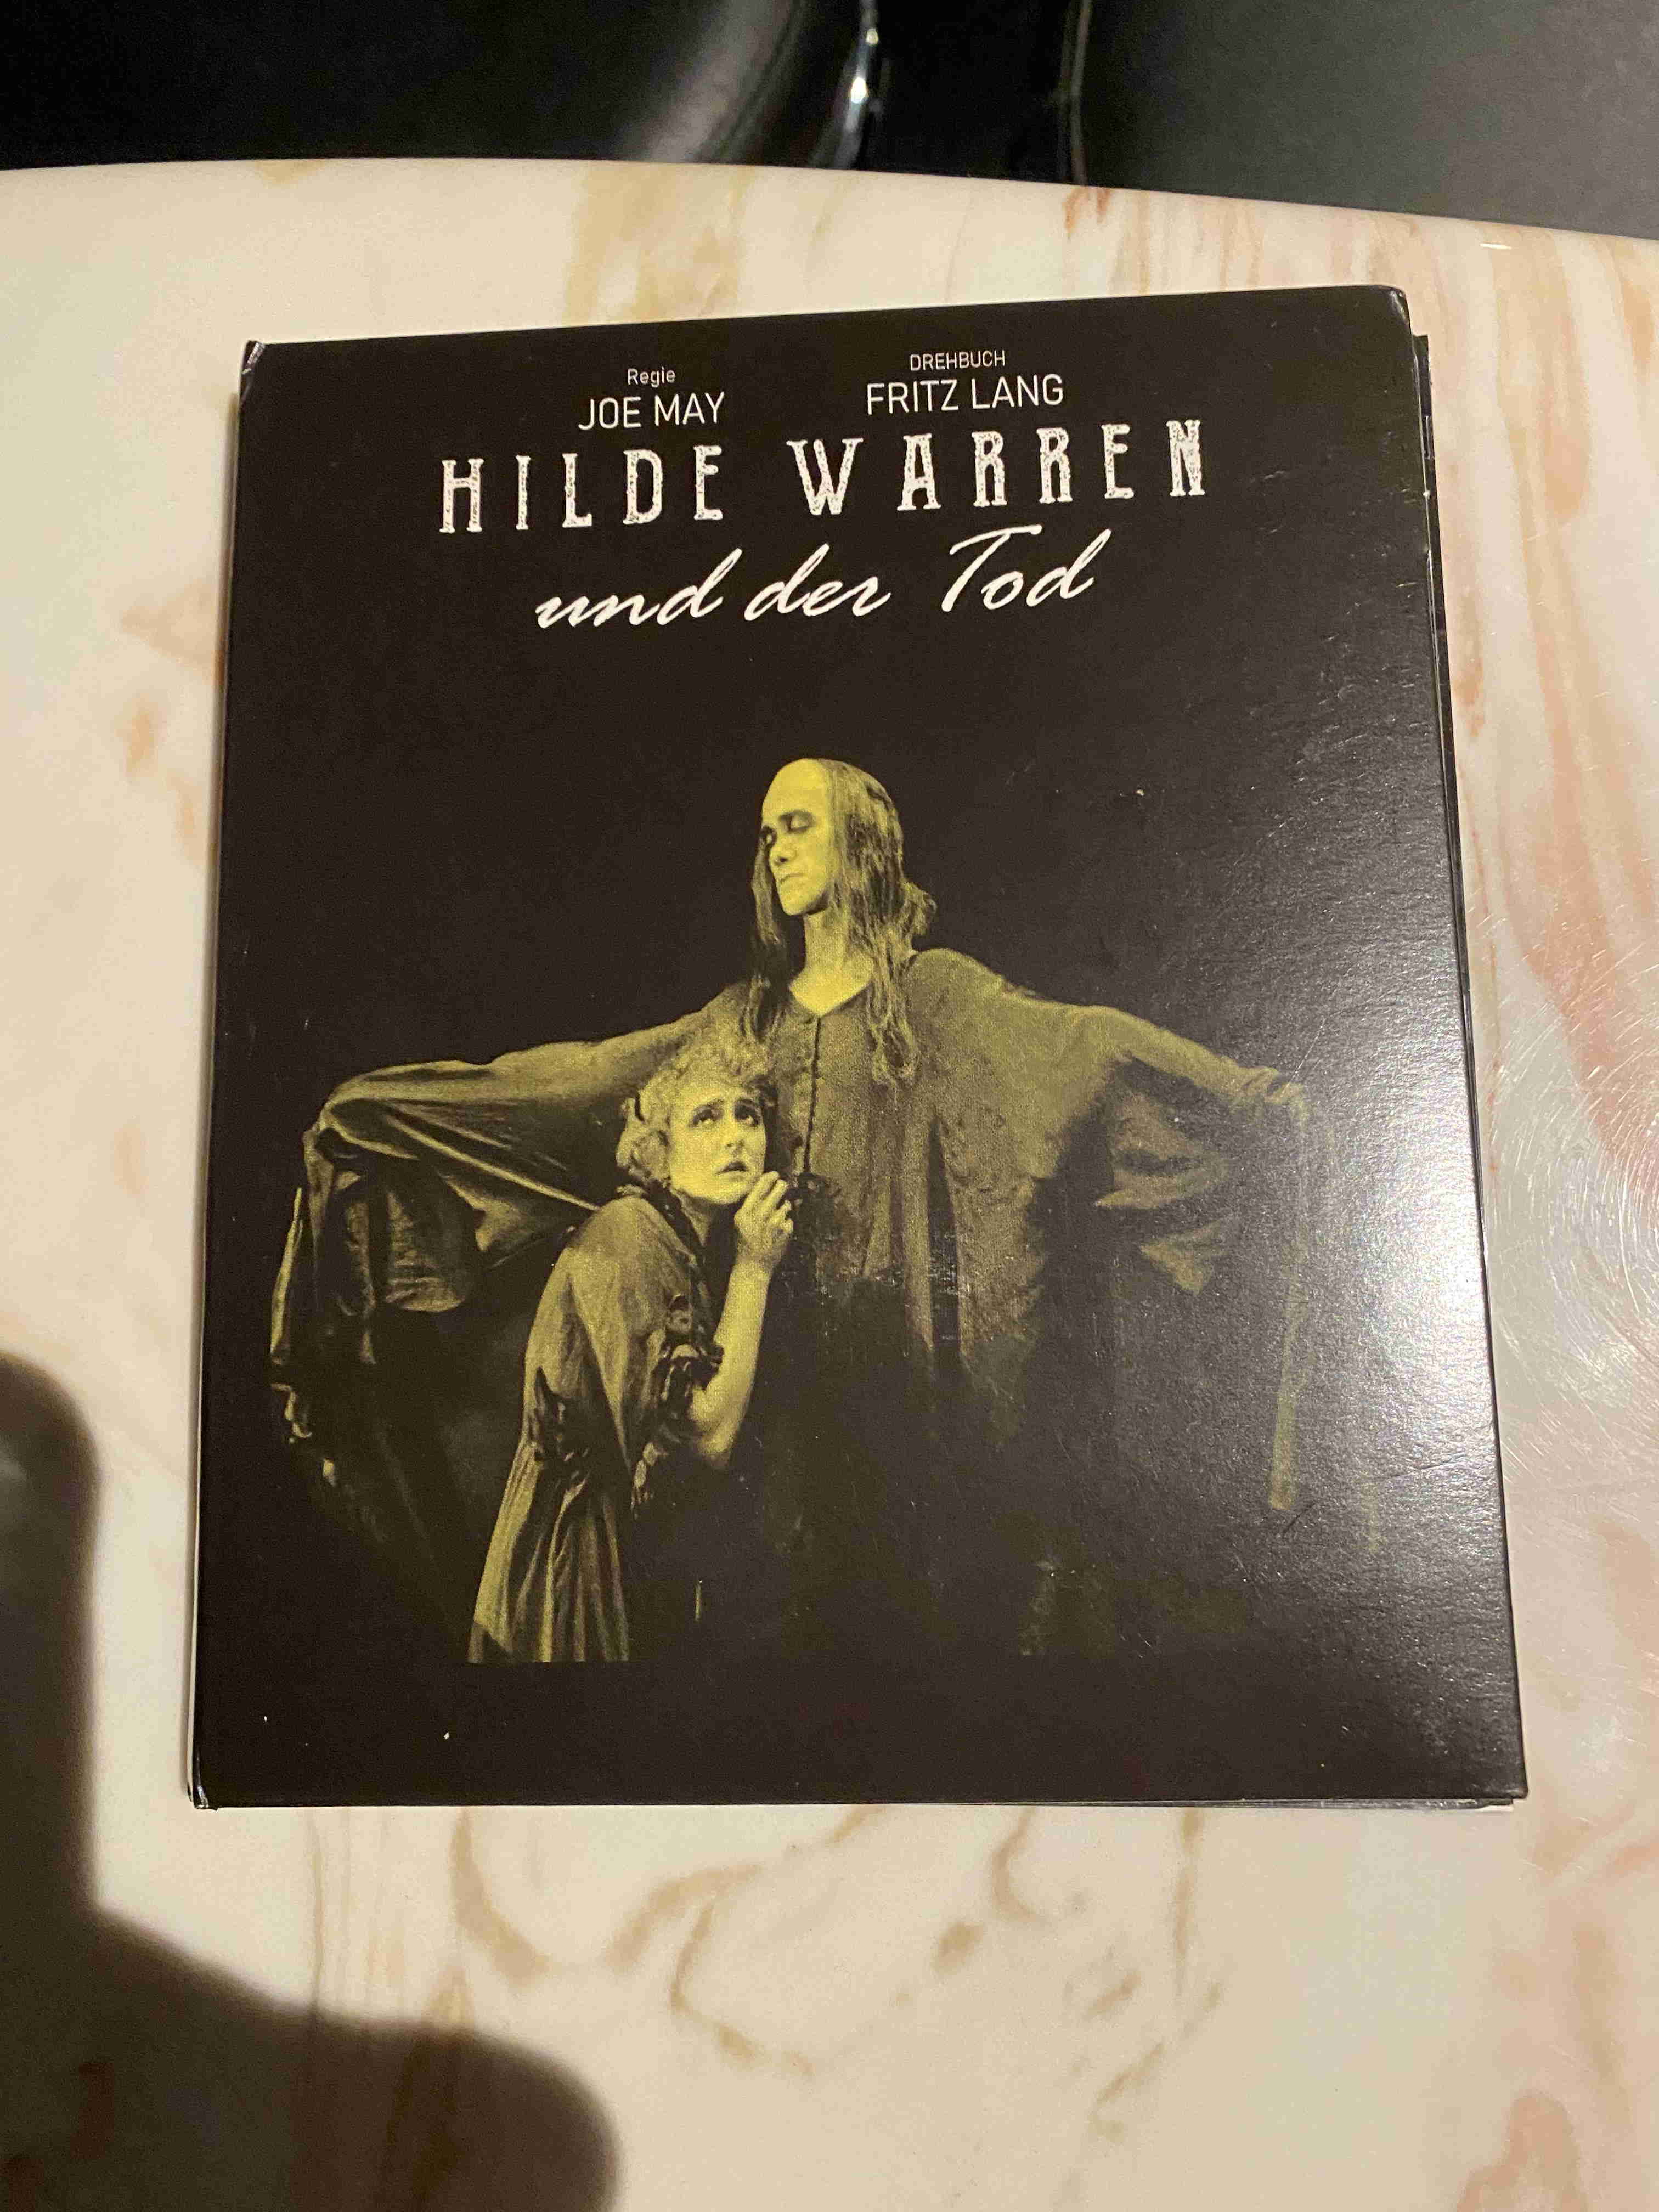 Regie
JOE MAY
DREHBUCH
FRITZ LANG
HILDE WARREN
und der Tod